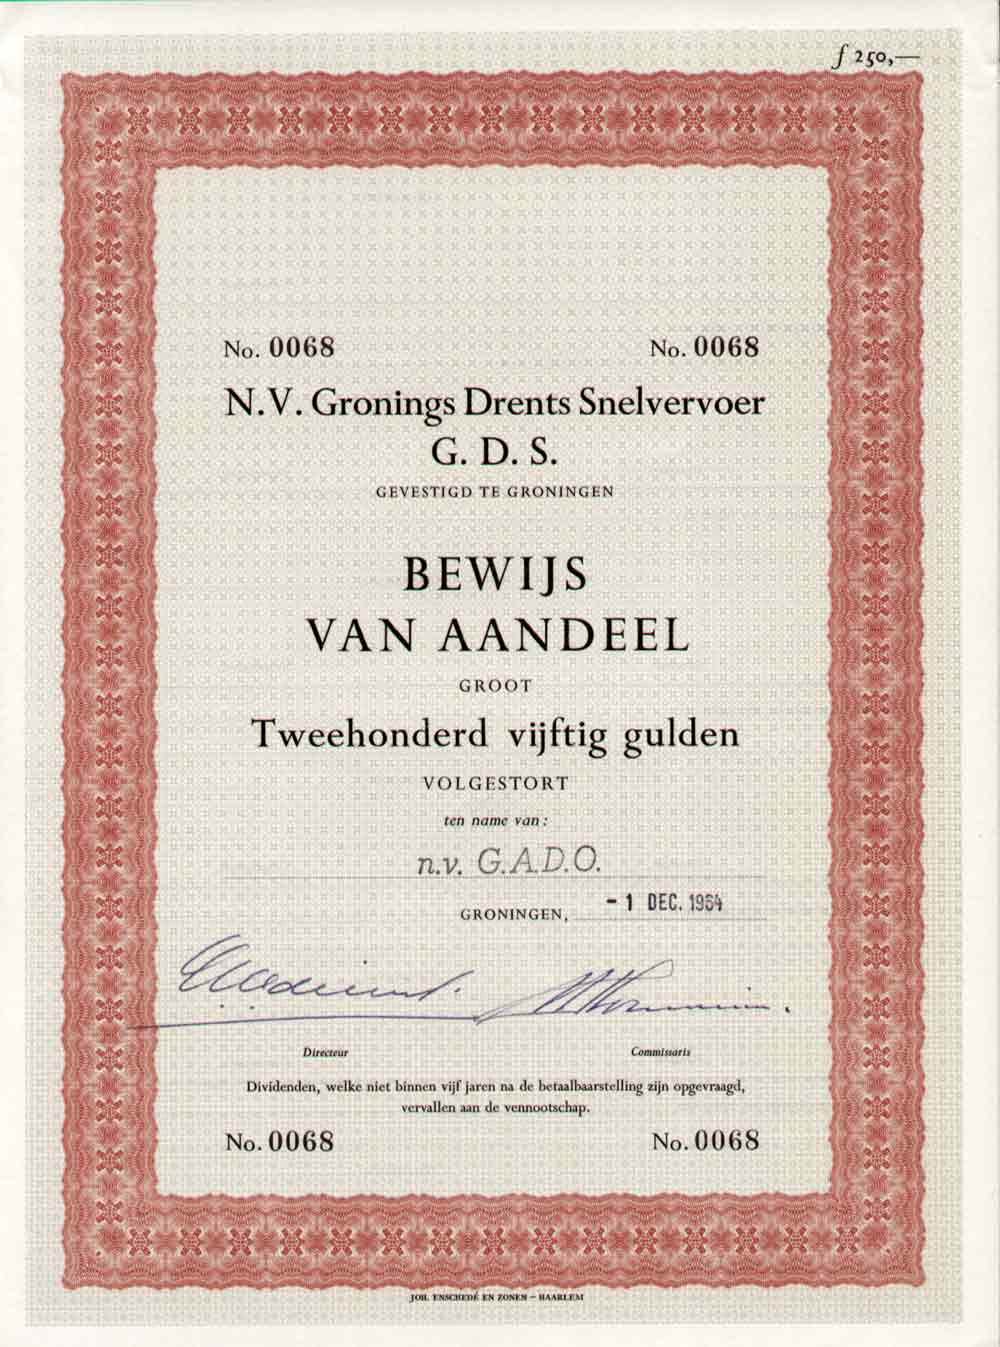 ƒ 250,—
No. 0068 No. 0068
N.V. Gronings Drents Snelvervoer
G. D. S.
GEVESTIGD TE GRONINGEN
BEWIJS
VAN AANDEEL
GROOT
Tweehonderd vijftig gulden
VOLGESTORT
ten name van:
n.v. G.A.D.O.
GRONINGEN, - 1 DEC. 1964
Directeur Commissaris
Dividenden, welke niet binnen vijf jaren na de betaalbaarstelling zijn opgevraagd,
vervallen aan de vennootschap.
No. 0068 No. 0068
JOH. ENSCHEDÉ EN ZONEN – HAARLEM